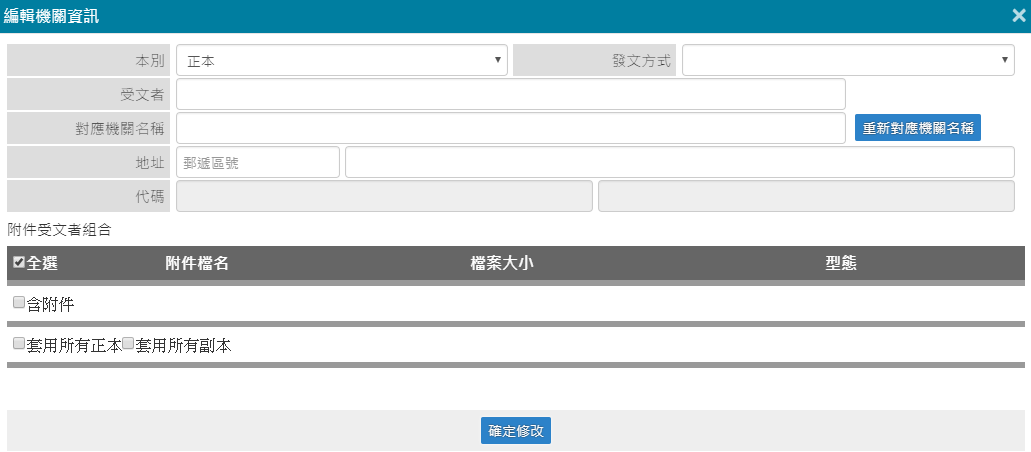 編輯機關資訊 ×
本別 正本 發文方式
受文者
對應機關名稱 重新對應機關名稱
地址 郵遞區號
代碼
附件受文者組合
全選 附件檔名 檔案大小 型態
含附件
套用所有正本 套用所有副本
確定修改